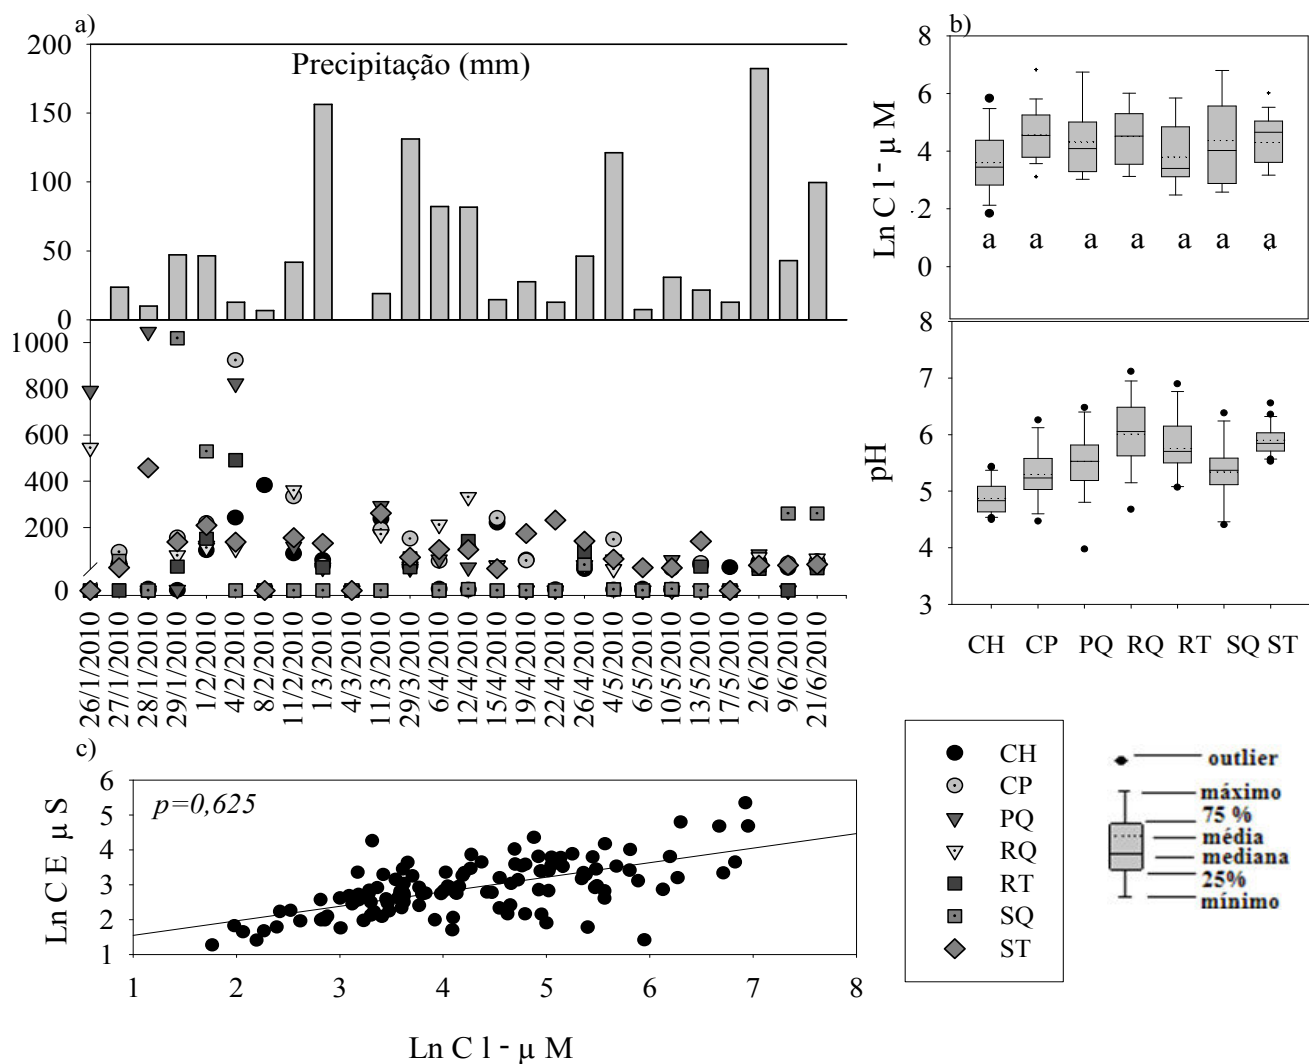 a)
Precipitação (mm)
200
150
100
50
0
1000
800
600
400
200
0
26/1/2010
27/1/2010
28/1/2010
29/1/2010
1/2/2010
4/2/2010
8/2/2010
11/2/2010
1/3/2010
4/3/2010
11/3/2010
29/3/2010
6/4/2010
12/4/2010
15/4/2010
19/4/2010
22/4/2010
26/4/2010
4/5/2010
6/5/2010
10/5/2010
13/5/2010
17/5/2010
2/6/2010
9/6/2010
21/6/2010
b)
Ln C l - µ M
8
6
4
2
0
a a a a a a a
pH
8
7
6
5
4
3
CH CP PQ RQ RT SQ ST
c)
p=0,625
Ln C E µ S
6
5
4
3
2
1
1 2 3 4 5 6 7 8
Ln C l - µ M
CH
CP
PQ
RQ
RT
SQ
ST
outlier
máximo
75 %
média
mediana
25%
mínimo